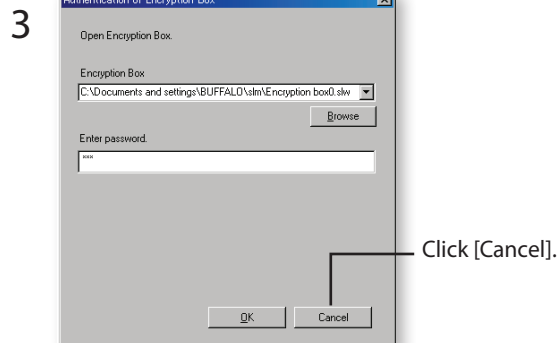 3
Authentication of Encryption Box
Open Encryption Box.
Encryption Box
C:\Documents and settings\BUFFALO\slm\Encryption box0.slw
Browse
Enter password.
***
Click [Cancel].
OK
Cancel